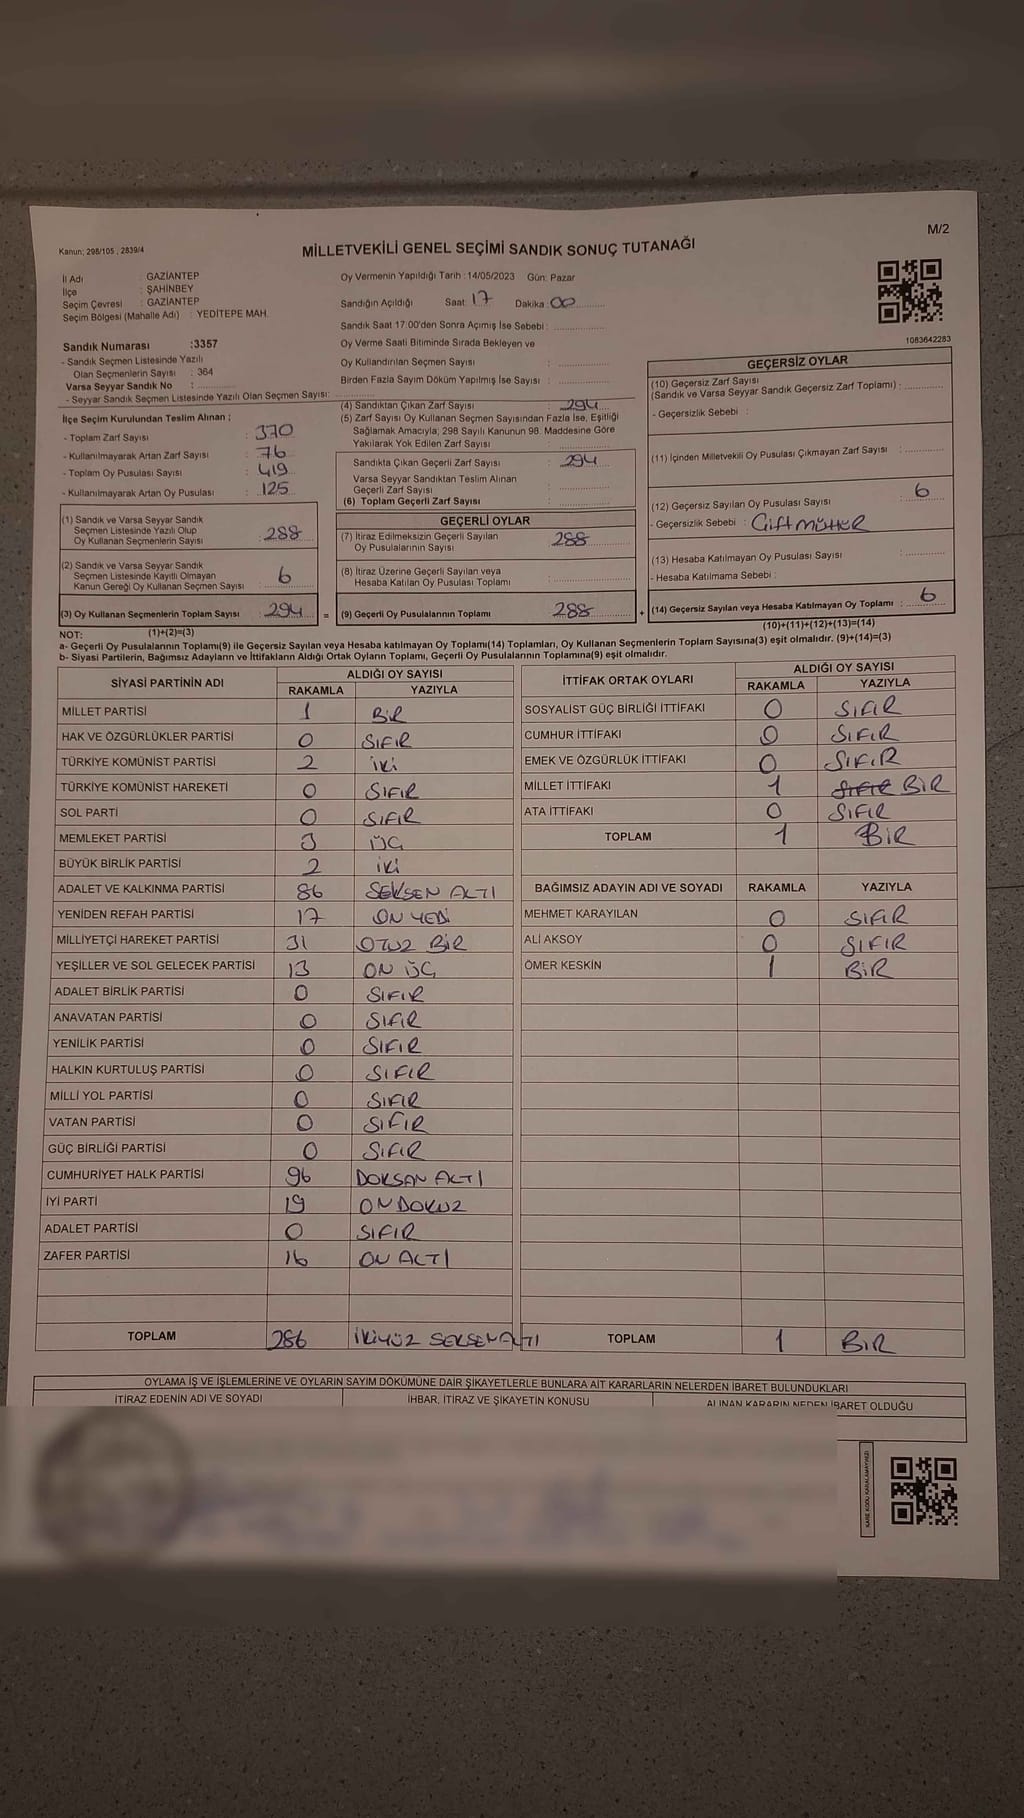 M/2
Kanun; 298/105 , 2839/4
MİLLETVEKİLİ GENEL SEÇİMİ SANDIK SONUÇ TUTANAĞI
İl Adı : GAZİANTEP
İlçe : ŞAHİNBEY
Seçim Çevresi : GAZİANTEP
Seçim Bölgesi (Mahalle Adı) : YEDİTEPE MAH.
Oy Vermenin Yapıldığı Tarih : 14/05/2023 Gün: Pazar
Sandığın Açıldığı Saat: 17 Dakika: 00
Sandık Saat 17:00'den Sonra Açımış İse Sebebi :
Oy Verme Saati Bitiminde Sırada Bekleyen ve
Oy Kullandırılan Seçmen Sayısı :
Birden Fazla Sayım Döküm Yapılmış İse Sayısı :
1083642283
Sandık Numarası :3357
- Sandık Seçmen Listesinde Yazılı
Olan Seçmenlerin Sayısı : 364
Varsa Seyyar Sandık No :
- Seyyar Sandık Seçmen Listesinde Yazılı Olan Seçmen Sayısı:
İlçe Seçim Kurulundan Teslim Alınan ;
- Toplam Zarf Sayısı : 370
- Kullanılmayarak Artan Zarf Sayısı : 76
- Toplam Oy Pusulası Sayısı : 419
- Kullanılmayarak Artan Oy Pusulası : 125
(1) Sandık ve Varsa Seyyar Sandık
Seçmen Listesinde Yazılı Olup
Oy Kullanan Seçmenlerin Sayısı : 288
(2) Sandık ve Varsa Seyyar Sandık
Seçmen Listesinde Kayıtlı Olmayan
Kanun Gereği Oy Kullanan Seçmen Sayısı : 6
(3) Oy Kullanan Seçmenlerin Toplam Sayısı : 294
(4) Sandıktan Çıkan Zarf Sayısı : 294
(5) Zarf Sayısı Oy Kullanan Seçmen Sayısından Fazla İse, Eşitliği
Sağlamak Amacıyla; 298 Sayılı Kanunun 98. Maddesine Göre
Yakılarak Yok Edilen Zarf Sayısı :
Sandıkta Çıkan Geçerli Zarf Sayısı : 294
Varsa Seyyar Sandıktan Teslim Alınan
Geçerli Zarf Sayısı :
(6) Toplam Geçerli Zarf Sayısı :
GEÇERLİ OYLAR
(7) İtiraz Edilmeksizin Geçerli Sayılan
Oy Pusulalarının Sayısı : 288
(8) İtiraz Üzerine Geçerli Sayılan veya
Hesaba Katılan Oy Pusulası Toplamı :
= (9) Geçerli Oy Pusulalarının Toplamı : 288
GEÇERSİZ OYLAR
(10) Geçersiz Zarf Sayısı
(Sandık ve Varsa Seyyar Sandık Geçersiz Zarf Toplamı) :
- Geçersizlik Sebebi :
(11) İçinden Milletvekili Oy Pusulası Çıkmayan Zarf Sayısı :
(12) Geçersiz Sayılan Oy Pusulası Sayısı : 6
- Geçersizlik Sebebi : Çift MÜHÜR
(13) Hesaba Katılmayan Oy Pusulası Sayısı :
- Hesaba Katılmama Sebebi :
+ (14) Geçersiz Sayılan veya Hesaba Katılmayan Oy Toplamı : 6
NOT: (1)+(2)=(3)
(10)+(11)+(12)+(13)=(14)
a- Geçerli Oy Pusulalarının Toplamı(9) ile Geçersiz Sayılan veya Hesaba katılmayan Oy Toplamı(14) Toplamları, Oy Kullanan Seçmenlerin Toplam Sayısına(3) eşit olmalıdır. (9)+(14)=(3)
b- Siyasi Partilerin, Bağımsız Adayların ve İttifakların Aldığı Ortak Oyların Toplamı, Geçerli Oy Pusulalarının Toplamına(9) eşit olmalıdır.
SİYASİ PARTİNİN ADI ALDIĞI OY SAYISI
RAKAMLA YAZIYLA
MİLLET PARTİSİ 1 BİR
HAK VE ÖZGÜRLÜKLER PARTİSİ 0 SIFIR
TÜRKİYE KOMÜNİST PARTİSİ 2 İKİ
TÜRKİYE KOMÜNİST HAREKETİ 0 SIFIR
SOL PARTİ 0 SIFIR
MEMLEKET PARTİSİ 3 ÜÇ
BÜYÜK BİRLİK PARTİSİ 2 İKİ
ADALET VE KALKINMA PARTİSİ 86 SEKSEN ALTI
YENİDEN REFAH PARTİSİ 17 ON YEDİ
MİLLİYETÇİ HAREKET PARTİSİ 31 OTUZ BİR
YEŞİLLER VE SOL GELECEK PARTİSİ 13 ON ÜÇ
ADALET BİRLİK PARTİSİ 0 SIFIR
ANAVATAN PARTİSİ 0 SIFIR
YENİLİK PARTİSİ 0 SIFIR
HALKIN KURTULUŞ PARTİSİ 0 SIFIR
MİLLİ YOL PARTİSİ 0 SIFIR
VATAN PARTİSİ 0 SIFIR
GÜÇ BİRLİĞİ PARTİSİ 0 SIFIR
CUMHURİYET HALK PARTİSİ 96 DOKSAN ALTI
İYİ PARTİ 19 ON DOKUZ
ADALET PARTİSİ 0 SIFIR
ZAFER PARTİSİ 16 ON ALTI
TOPLAM 286 İKİYÜZ SEKSEN ALTI
İTTİFAK ORTAK OYLARI ALDIĞI OY SAYISI
RAKAMLA YAZIYLA
SOSYALİST GÜÇ BİRLİĞİ İTTİFAKI 0 SIFIR
CUMHUR İTTİFAKI 0 SIFIR
EMEK VE ÖZGÜRLÜK İTTİFAKI 0 SIFIR
MİLLET İTTİFAKI 1 SIFIR BİR
ATA İTTİFAKI 0 SIFIR
TOPLAM 1 BİR
BAĞIMSIZ ADAYIN ADI VE SOYADI RAKAMLA YAZIYLA
MEHMET KARAYILAN 0 SIFIR
ALİ AKSOY 0 SIFIR
ÖMER KESKİN 1 BİR
TOPLAM 1 BİR
OYLAMA İŞ VE İŞLEMLERİNE VE OYLARIN SAYIM DÖKÜMÜNE DAİR ŞİKAYETLERLE BUNLARA AİT KARARLARIN NELERDEN İBARET BULUNDUKLARI
İTİRAZ EDENİN ADI VE SOYADI İHBAR, İTİRAZ VE ŞİKAYETİN KONUSU ALINAN KARARIN NEDEN İBARET OLDUĞU
KARE KODU KARALAMAYINIZ!